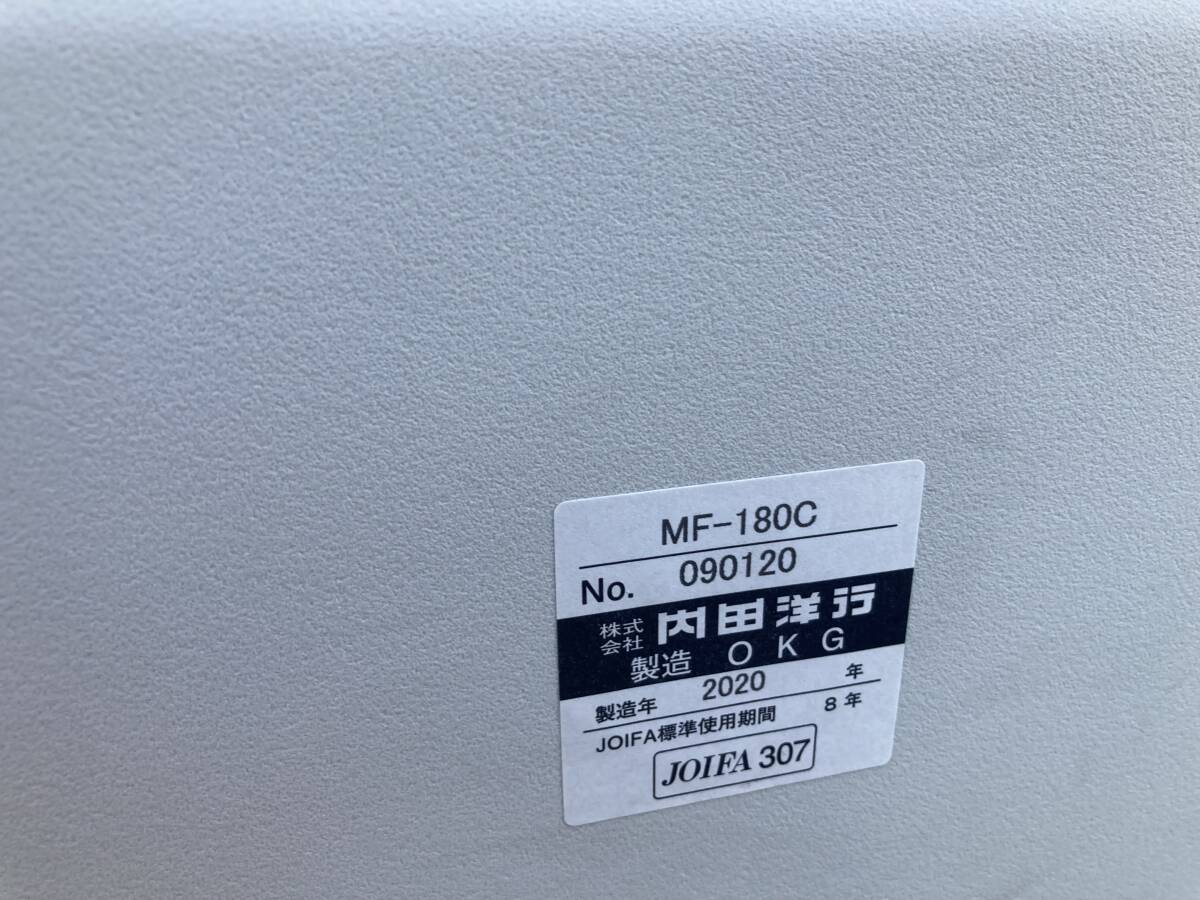 MF-180C
No. 090120
株式会社 内田洋行
製造 OKG
製造年 2020 年
JOIFA標準使用期間 8年
JOIFA 307